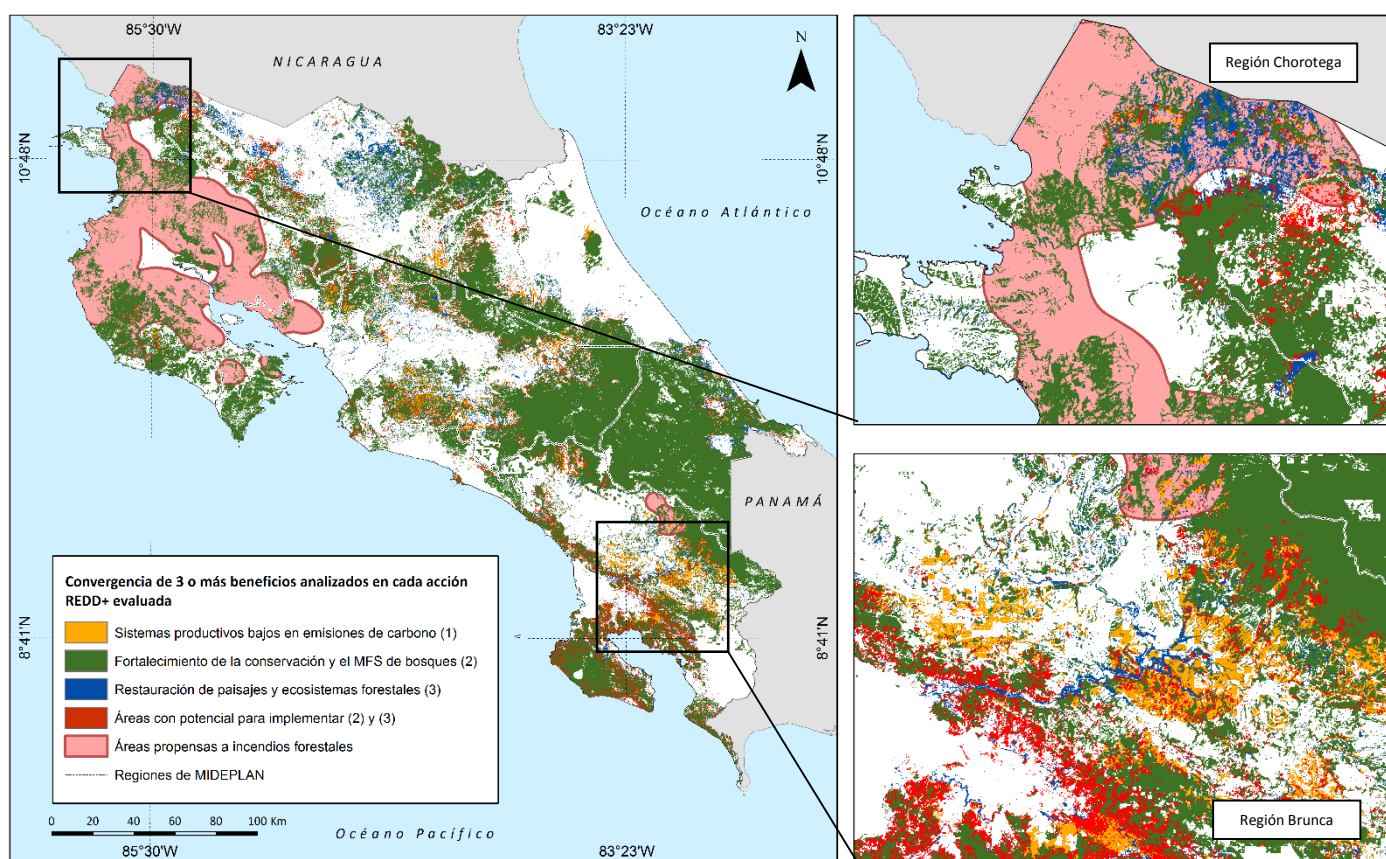 85°30'W
83°23'W
N
NICARAGUA
10°48'N
10°48'N
Océano Atlántico
PANAMÁ
8°41'N
8°41'N
Convergencia de 3 o más beneficios analizados en cada acción
REDD+ evaluada
Sistemas productivos bajos en emisiones de carbono (1)
Fortalecimiento de la conservación y el MFS de bosques (2)
Restauración de paisajes y ecosistemas forestales (3)
Áreas con potencial para implementar (2) y (3)
Áreas propensas a incendios forestales
Regiones de MIDEPLAN
0 20 40 60 80 100 Km
Océano Pacífico
85°30'W
83°23'W
Región Chorotega
Región Brunca